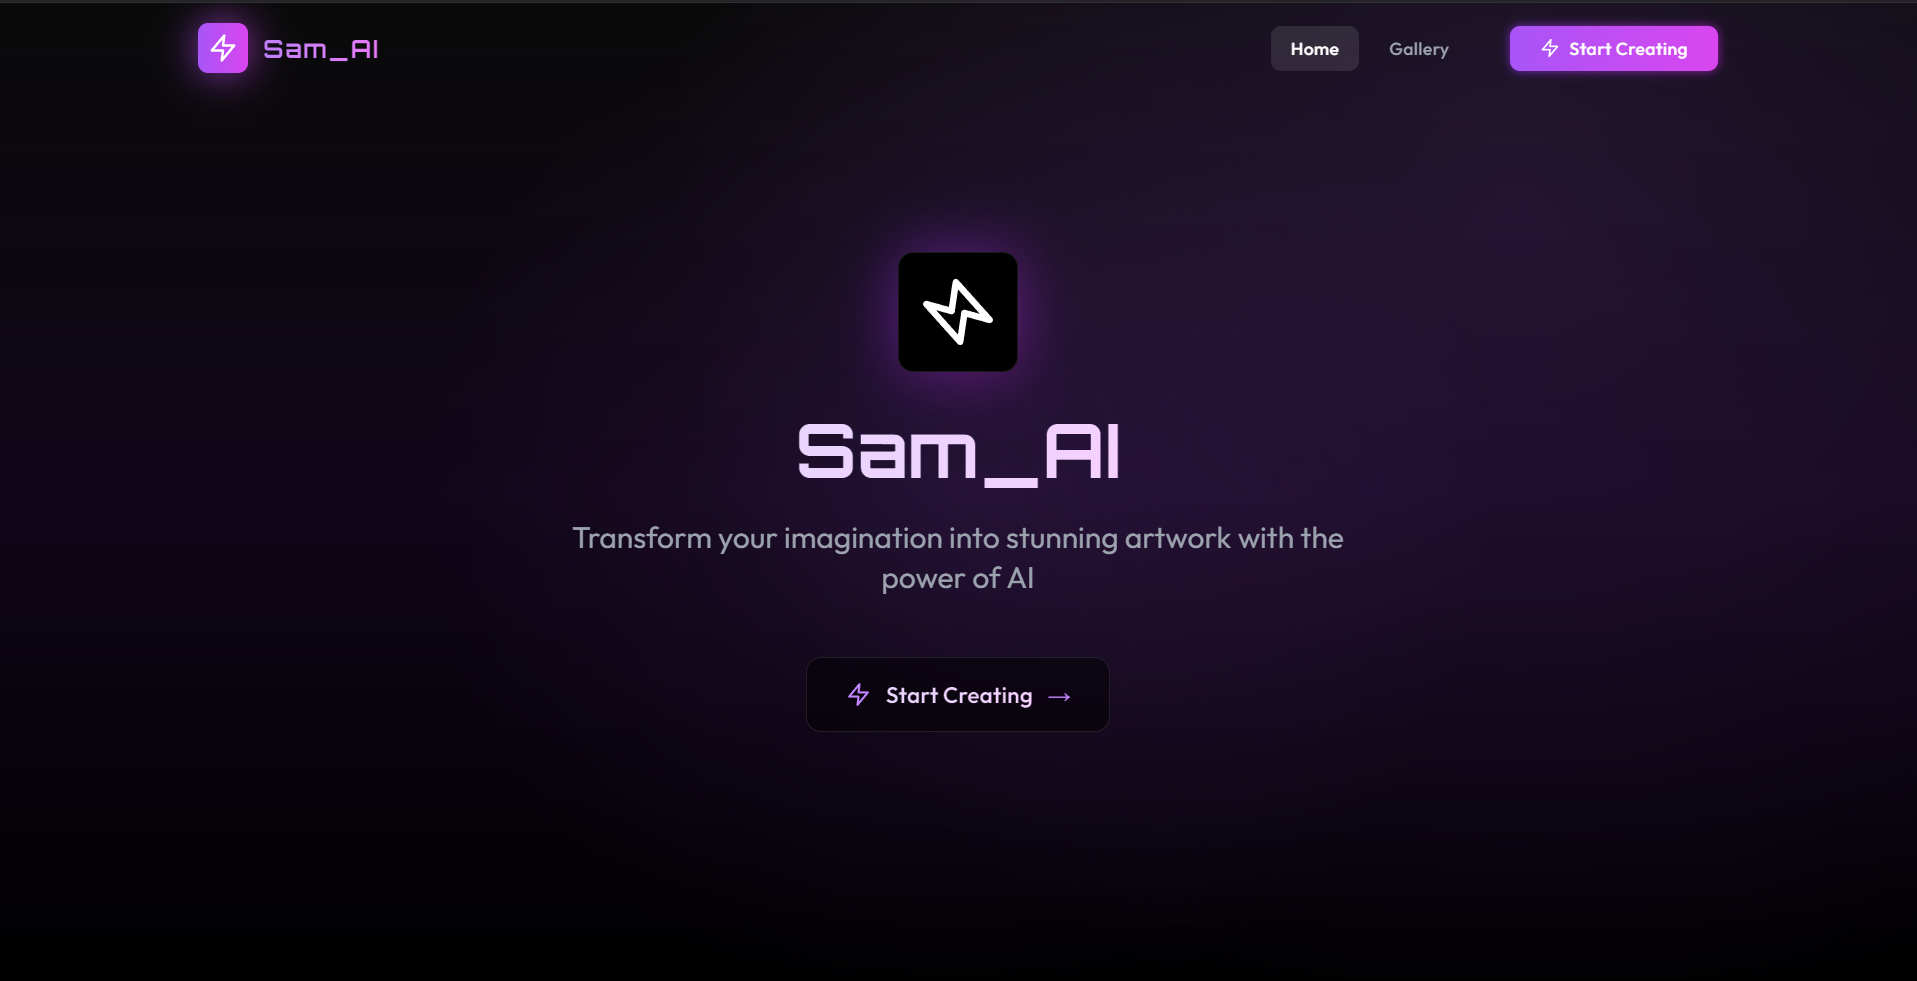 Sam_AI
Home
Gallery
Start Creating
Sam_AI
Transform your imagination into stunning artwork with the
power of AI
Start Creating →